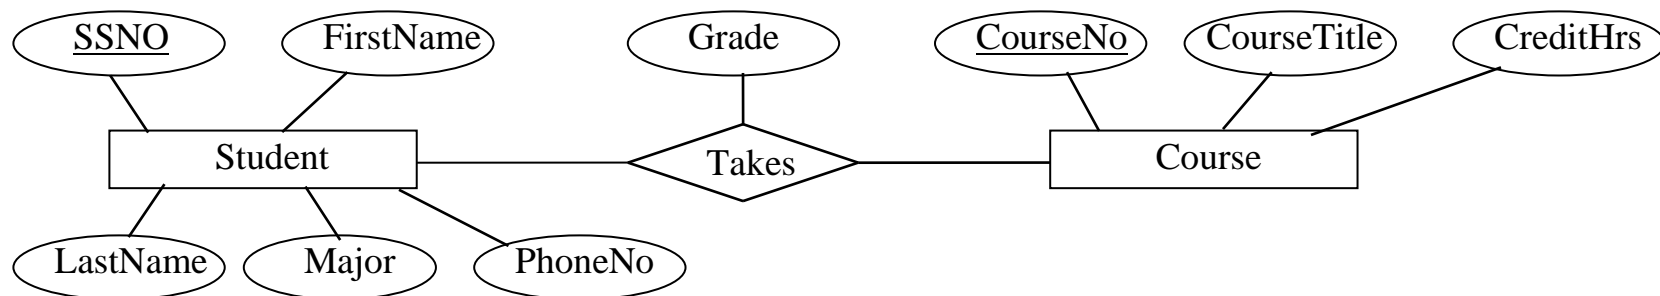 SSNO FirstName Grade CourseNo CourseTitle CreditHrs
Student Takes Course
LastName Major PhoneNo